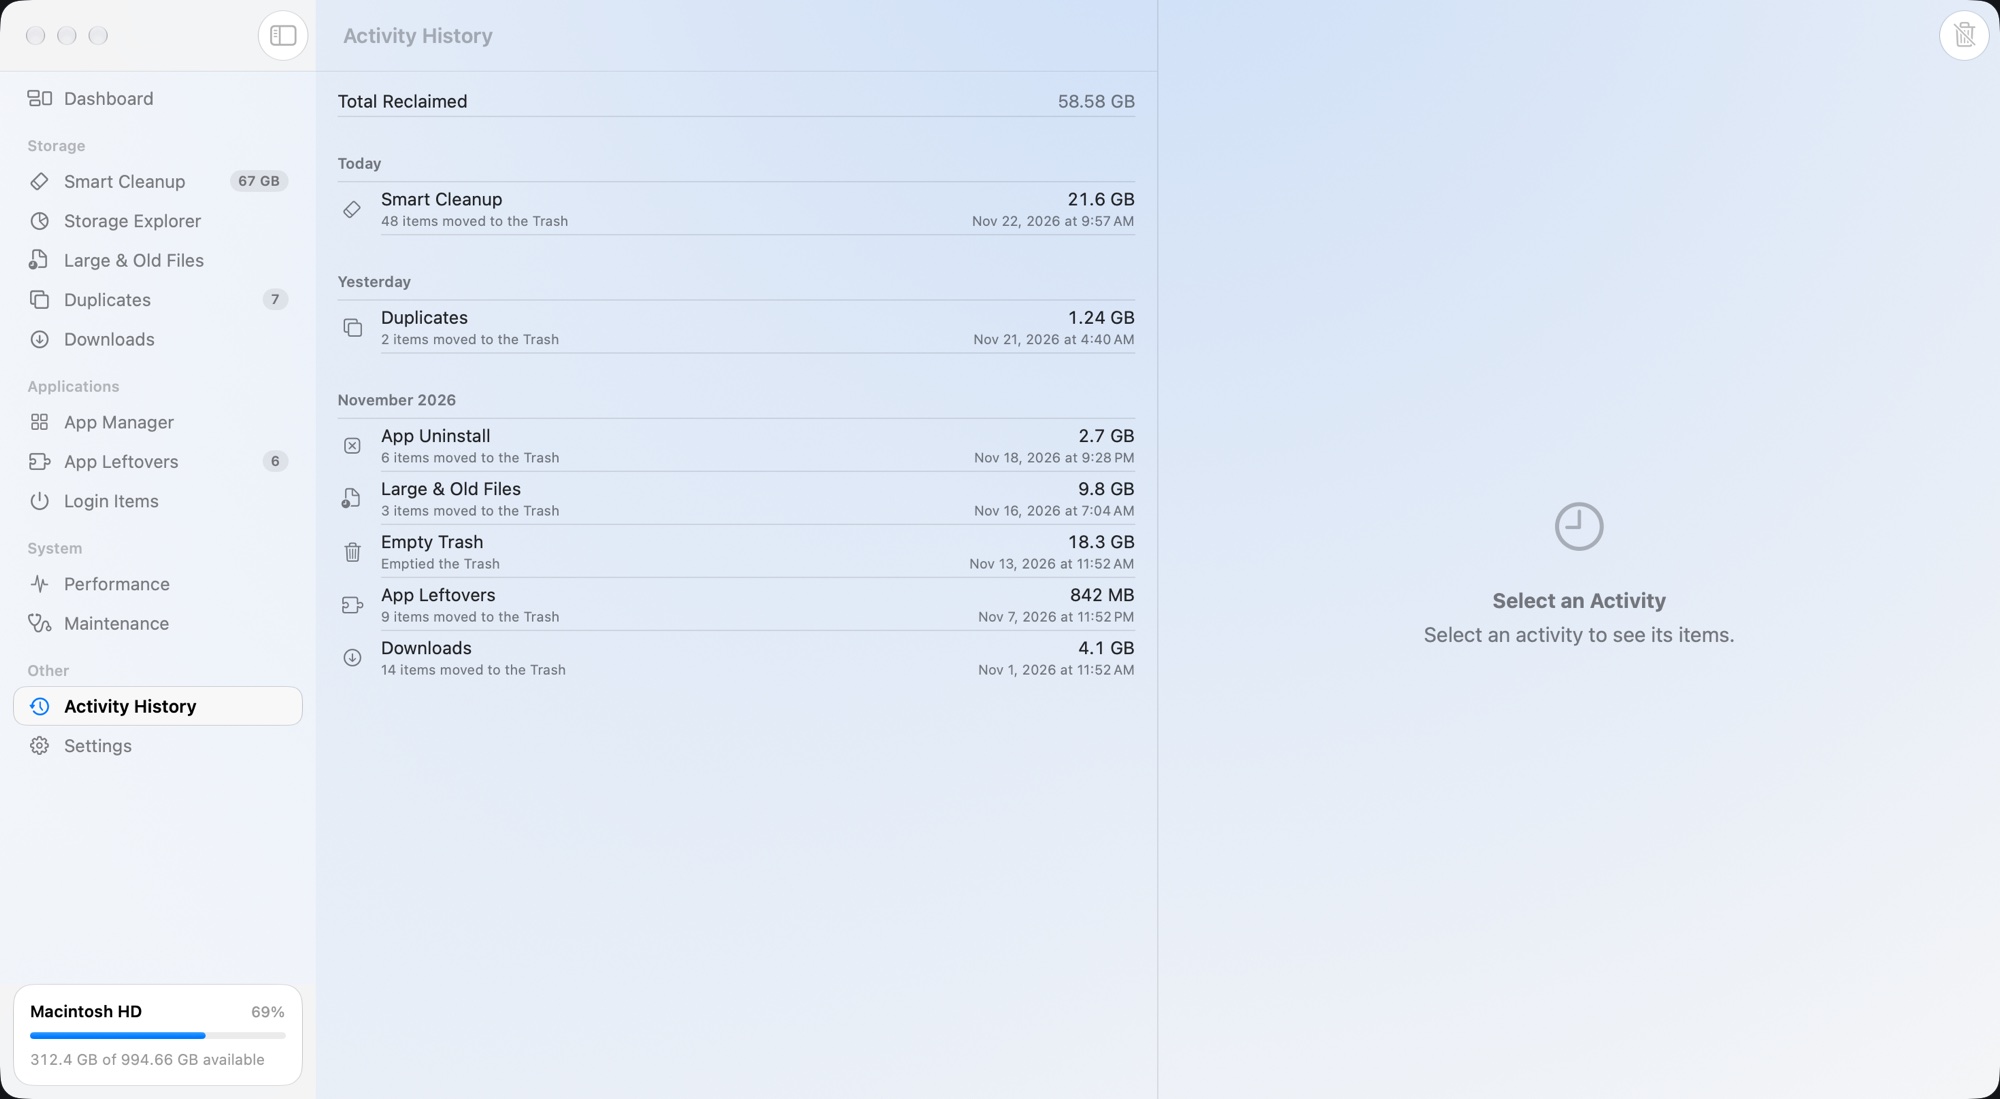 Activity History
Dashboard
Storage
Smart Cleanup 67 GB
Storage Explorer
Large & Old Files
Duplicates 7
Downloads
Applications
App Manager
App Leftovers 6
Login Items
System
Performance
Maintenance
Other
Activity History
Settings
Macintosh HD 69%
312.4 GB of 994.66 GB available
Total Reclaimed 58.58 GB
Today
Smart Cleanup 21.6 GB
48 items moved to the Trash Nov 22, 2026 at 9:57 AM
Yesterday
Duplicates 1.24 GB
2 items moved to the Trash Nov 21, 2026 at 4:40 AM
November 2026
App Uninstall 2.7 GB
6 items moved to the Trash Nov 18, 2026 at 9:28 PM
Large & Old Files 9.8 GB
3 items moved to the Trash Nov 16, 2026 at 7:04 AM
Empty Trash 18.3 GB
Emptied the Trash Nov 13, 2026 at 11:52 AM
App Leftovers 842 MB
9 items moved to the Trash Nov 7, 2026 at 11:52 PM
Downloads 4.1 GB
14 items moved to the Trash Nov 1, 2026 at 11:52 AM
Select an Activity
Select an activity to see its items.